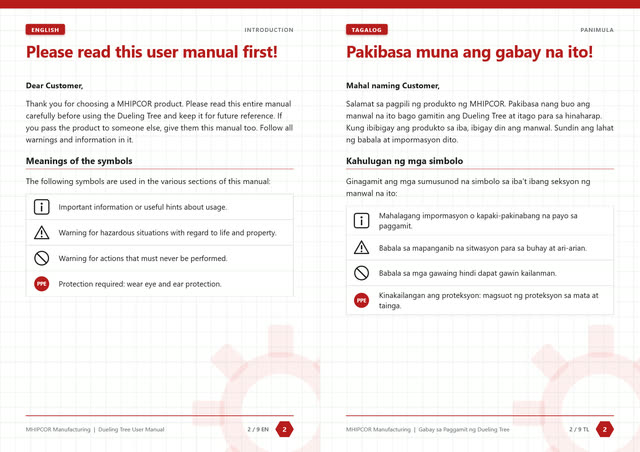 ENGLISH
INTRODUCTION
Please read this user manual first!
Dear Customer,
Thank you for choosing a MHIPCOR product. Please read this entire manual
carefully before using the Dueling Tree and keep it for future reference. If
you pass the product to someone else, give them this manual too. Follow all
warnings and information in it.
Meanings of the symbols
The following symbols are used in the various sections of this manual:
i
Important information or useful hints about usage.
Warning for hazardous situations with regard to life and property.
Warning for actions that must never be performed.
PPE
Protection required: wear eye and ear protection.
MHIPCOR Manufacturing | Dueling Tree User Manual
2 / 9 EN
2
TAGALOG
PANIMULA
Pakibasa muna ang gabay na ito!
Mahal naming Customer,
Salamat sa pagpili ng produkto ng MHIPCOR. Pakibasa nang buo ang
manwal na ito bago gamitin ang Dueling Tree at itago para sa hinaharap.
Kung ibibigay ang produkto sa iba, ibigay din ang manwal. Sundin ang lahat
ng babala at impormasyon dito.
Kahulugan ng mga simbolo
Ginagamit ang mga sumusunod na simbolo sa iba't ibang seksyon ng
manwal na ito:
i
Mahalagang impormasyon o kapaki-pakinabang na payo sa
paggamit.
Babala sa mapanganib na sitwasyon para sa buhay at ari-arian.
Babala sa mga gawaing hindi dapat gawin kailanman.
PPE
Kinakailangan ang proteksyon: magsuot ng proteksyon sa mata at
tainga.
MHIPCOR Manufacturing | Gabay sa Paggamit ng Dueling Tree
2 / 9 TL
2